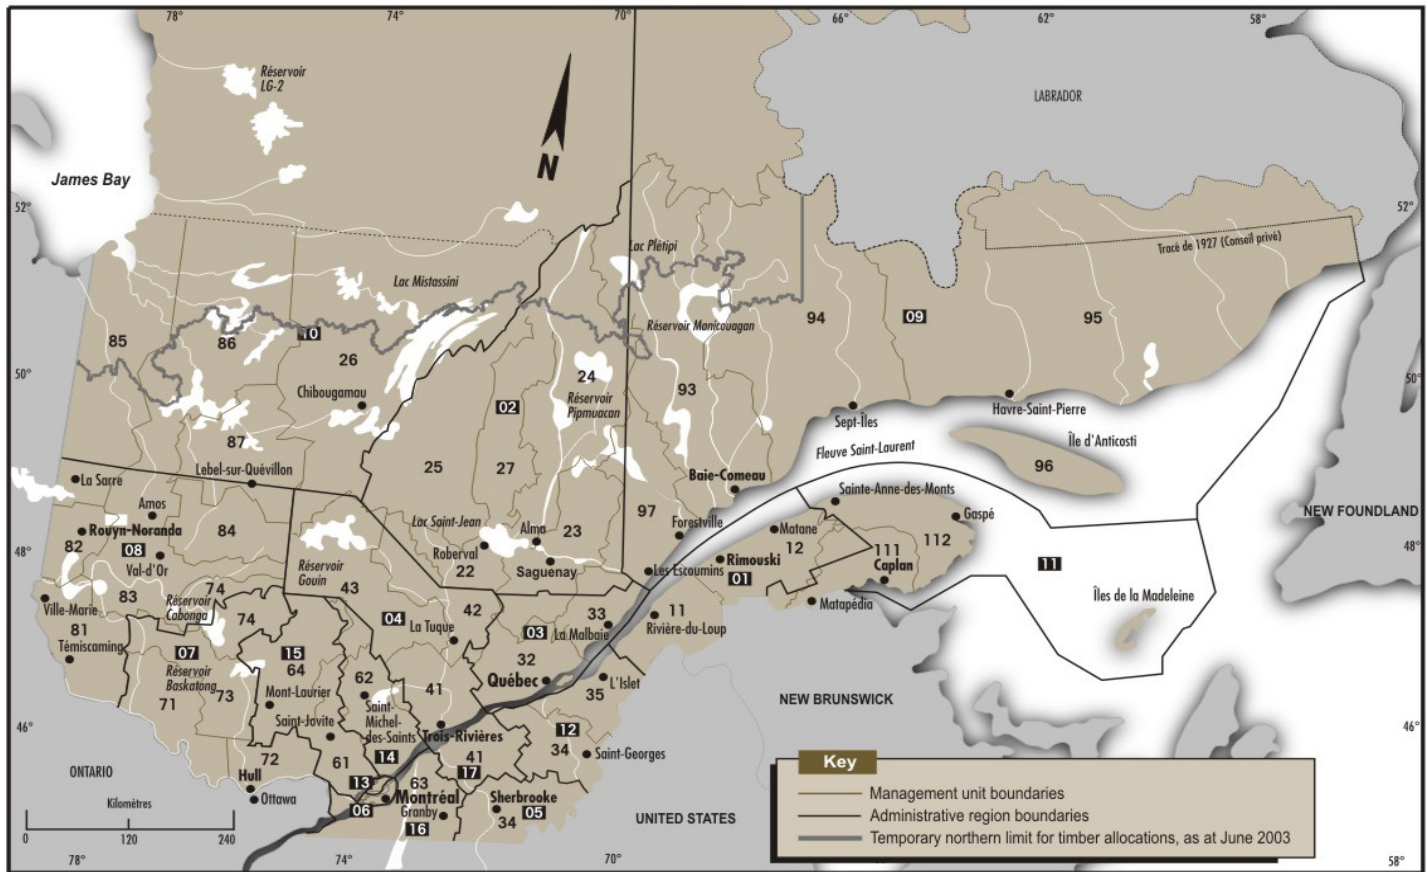 78°
74°
70°
66°
62°
58°
Réservoir
LG-2
LABRADOR
N
James Bay
52°
52°
Lac Plétipi
Tracé de 1927 (Conseil privé)
Lac Mistassini
Réservoir Manicouagan
94
09
95
85
86
10
26
50°
50°
Chibougamau
24
93
02
Réservoir
Pipmuacan
Havre-Saint-Pierre
Sept-Îles
87
Île d'Anticosti
Fleuve Saint-Laurent
25
27
96
La Sarre
Lebel-sur-Quévillon
Baie-Comeau
Sainte-Anne-des-Monts
Amos
97
Gaspé
NEW FOUNDLAND
Rouyn-Noranda
84
Lac Saint-Jean
Alma
23
Forestville
Matane
112
48°
82
08
Roberval
12
111
48°
Val-d'Or
Réservoir
Gouin
22
Saguenay
Les Escoumins
Rimouski
01
Caplan
11
83
74
43
Ville-Marie
Réservoir
Cabonga
74
42
33
11
Matapédia
Îles de la Madeleine
81
04
La Tuque
03
La Malbaie
Rivière-du-Loup
Témiscaming
07
15
64
32
Réservoir
Baskatong
62
Québec
L'Islet
71
73
Mont-Laurier
41
35
NEW BRUNSWICK
Saint-Jovite
Saint-
Michel-
des-Saints
46°
46°
Trois-Rivières
12
34
Saint-Georges
ONTARIO
72
61
14
41
17
Key
Hull
13
63
Management unit boundaries
Ottawa
Montréal
Sherbrooke
Kilomètres
06
Granby
05
Administrative region boundaries
UNITED STATES
16
34
Temporary northern limit for timber allocations, as at June 2003
0
120
240
78°
74°
70°
58°